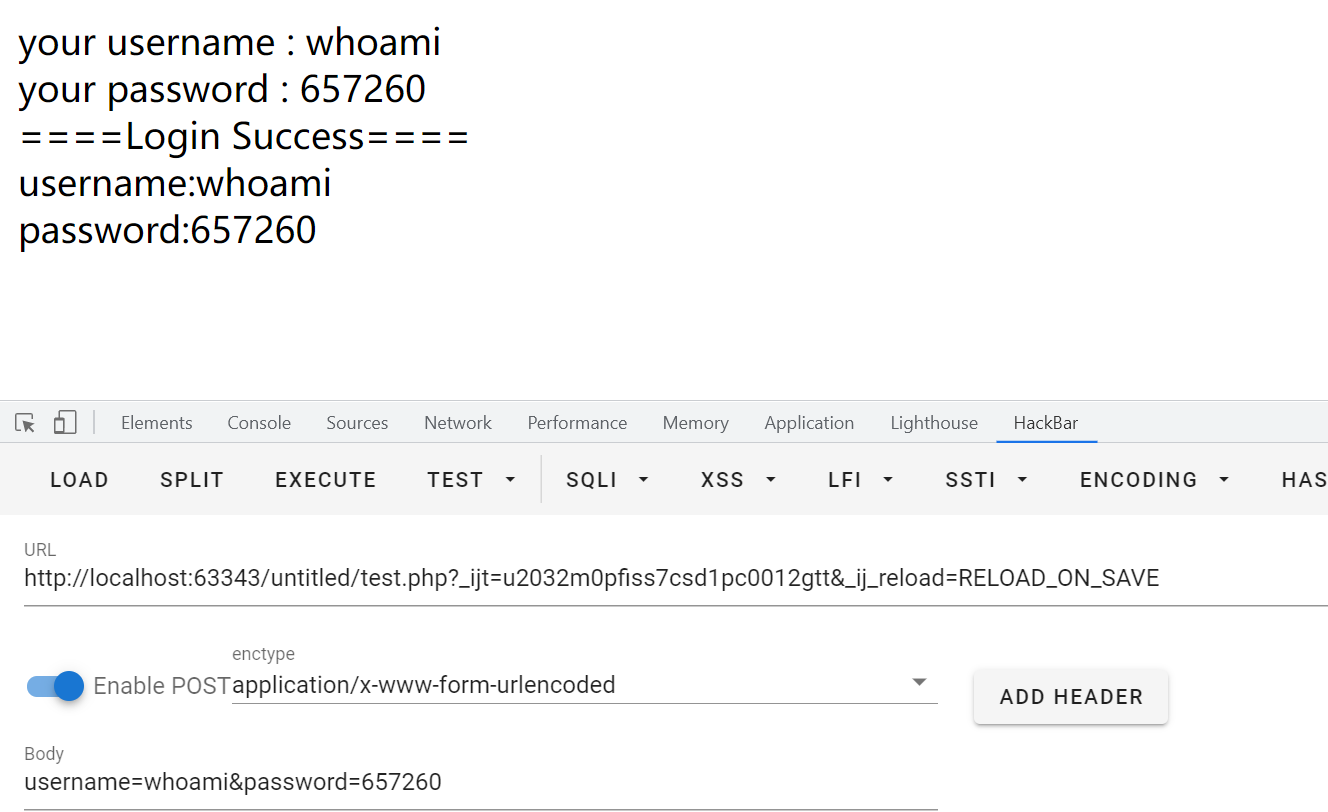 your username : whoami
your password : 657260
====Login Success====
username:whoami
password:657260
Elements Console Sources Network Performance Memory Application Lighthouse HackBar
LOAD SPLIT EXECUTE TEST SQLI XSS LFI SSTI ENCODING HAS
URL
http://localhost:63343/untitled/test.php?_ijt=u2032m0pfiss7csd1pc0012gtt&_ij_reload=RELOAD_ON_SAVE
enctype
Enable POST application/x-www-form-urlencoded
ADD HEADER
Body
username=whoami&password=657260